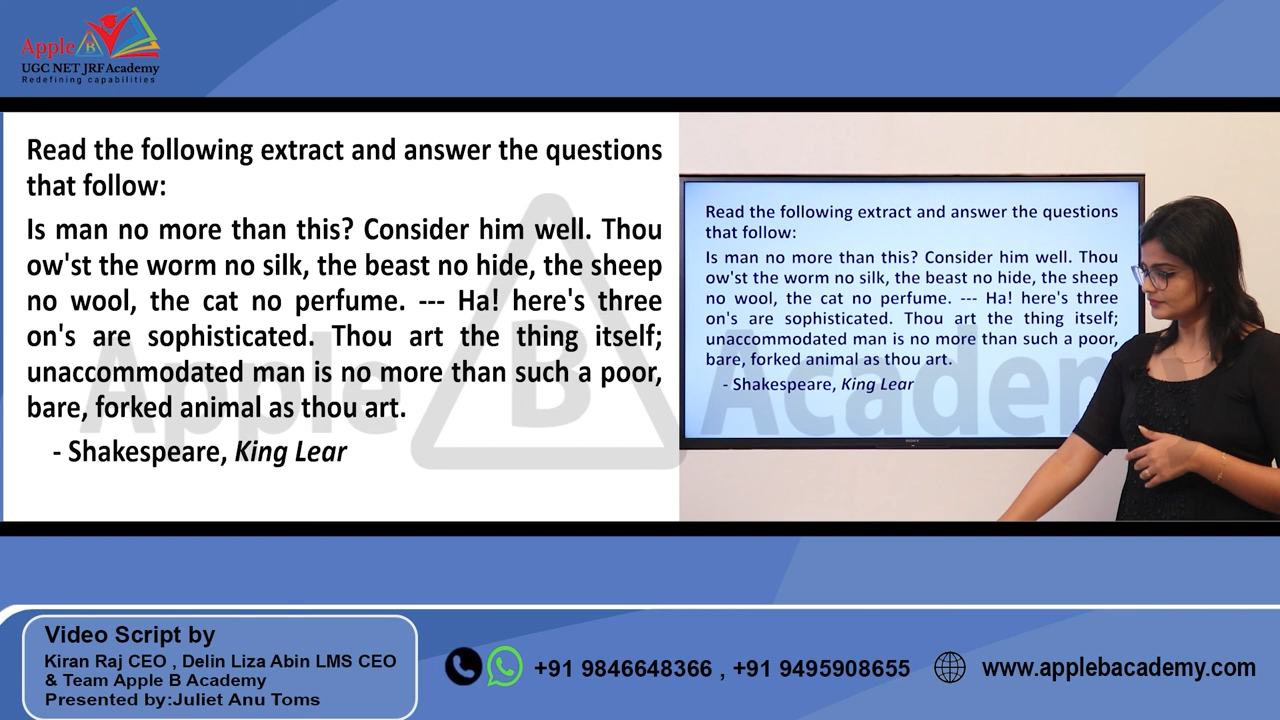 Apple B
UGC NET JRF Academy
Redefining capabilities
Read the following extract and answer the questions
that follow:
Is man no more than this? Consider him well. Thou
ow'st the worm no silk, the beast no hide, the sheep
no wool, the cat no perfume. --- Ha! here's three
on's are sophisticated. Thou art the thing itself;
unaccommodated man is no more than such a poor,
bare, forked animal as thou art.
- Shakespeare, King Lear
Read the following extract and answer the questions
that follow:
Is man no more than this? Consider him well. Thou
ow'st the worm no silk, the beast no hide, the sheep
no wool, the cat no perfume. --- Ha! here's three
on's are sophisticated. Thou art the thing itself;
unaccommodated man is no more than such a poor,
bare, forked animal as thou art.
- Shakespeare, King Lear
SONY
Apple B Academy
Video Script by
Kiran Raj CEO , Delin Liza Abin LMS CEO
& Team Apple B Academy
Presented by:Juliet Anu Toms
+91 9846648366 , +91 9495908655
www.applebacademy.com